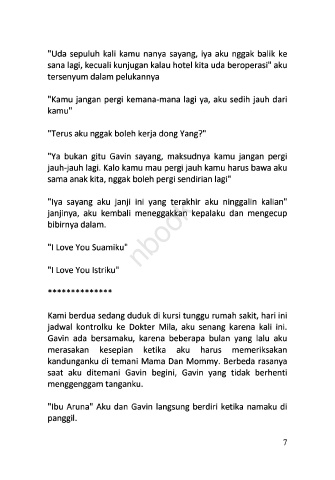 "Uda sepuluh kali kamu nanya sayang, iya aku nggak balik ke
sana lagi, kecuali kunjugan kalau hotel kita uda beroperasi" aku
tersenyum dalam pelukannya
"Kamu jangan pergi kemana-mana lagi ya, aku sedih jauh dari
kamu"
"Terus aku nggak boleh kerja dong Yang?"
"Ya bukan gitu Gavin sayang, maksudnya kamu jangan pergi
jauh-jauh lagi. Kalo kamu mau pergi jauh kamu harus bawa aku
sama anak kita, nggak boleh pergi sendirian lagi"
"Iya sayang aku janji ini yang terakhir aku ninggalin kalian"
janjinya, aku kembali meneggakkan kepalaku dan mengecup
bibirnya dalam.
"I Love You Suamiku"
"I Love You Istriku"
**************
Kami berdua sedang duduk di kursi tunggu rumah sakit, hari ini
jadwal kontrolku ke Dokter Mila, aku senang karena kali ini.
Gavin ada bersamaku, karena beberapa bulan yang lalu aku
merasakan kesepian ketika aku harus memeriksakan
kandunganku di temani Mama Dan Mommy. Berbeda rasanya
saat aku ditemani Gavin begini, Gavin yang tidak berhenti
menggenggam tanganku.
"Ibu Aruna" Aku dan Gavin langsung berdiri ketika namaku di
panggil.
7